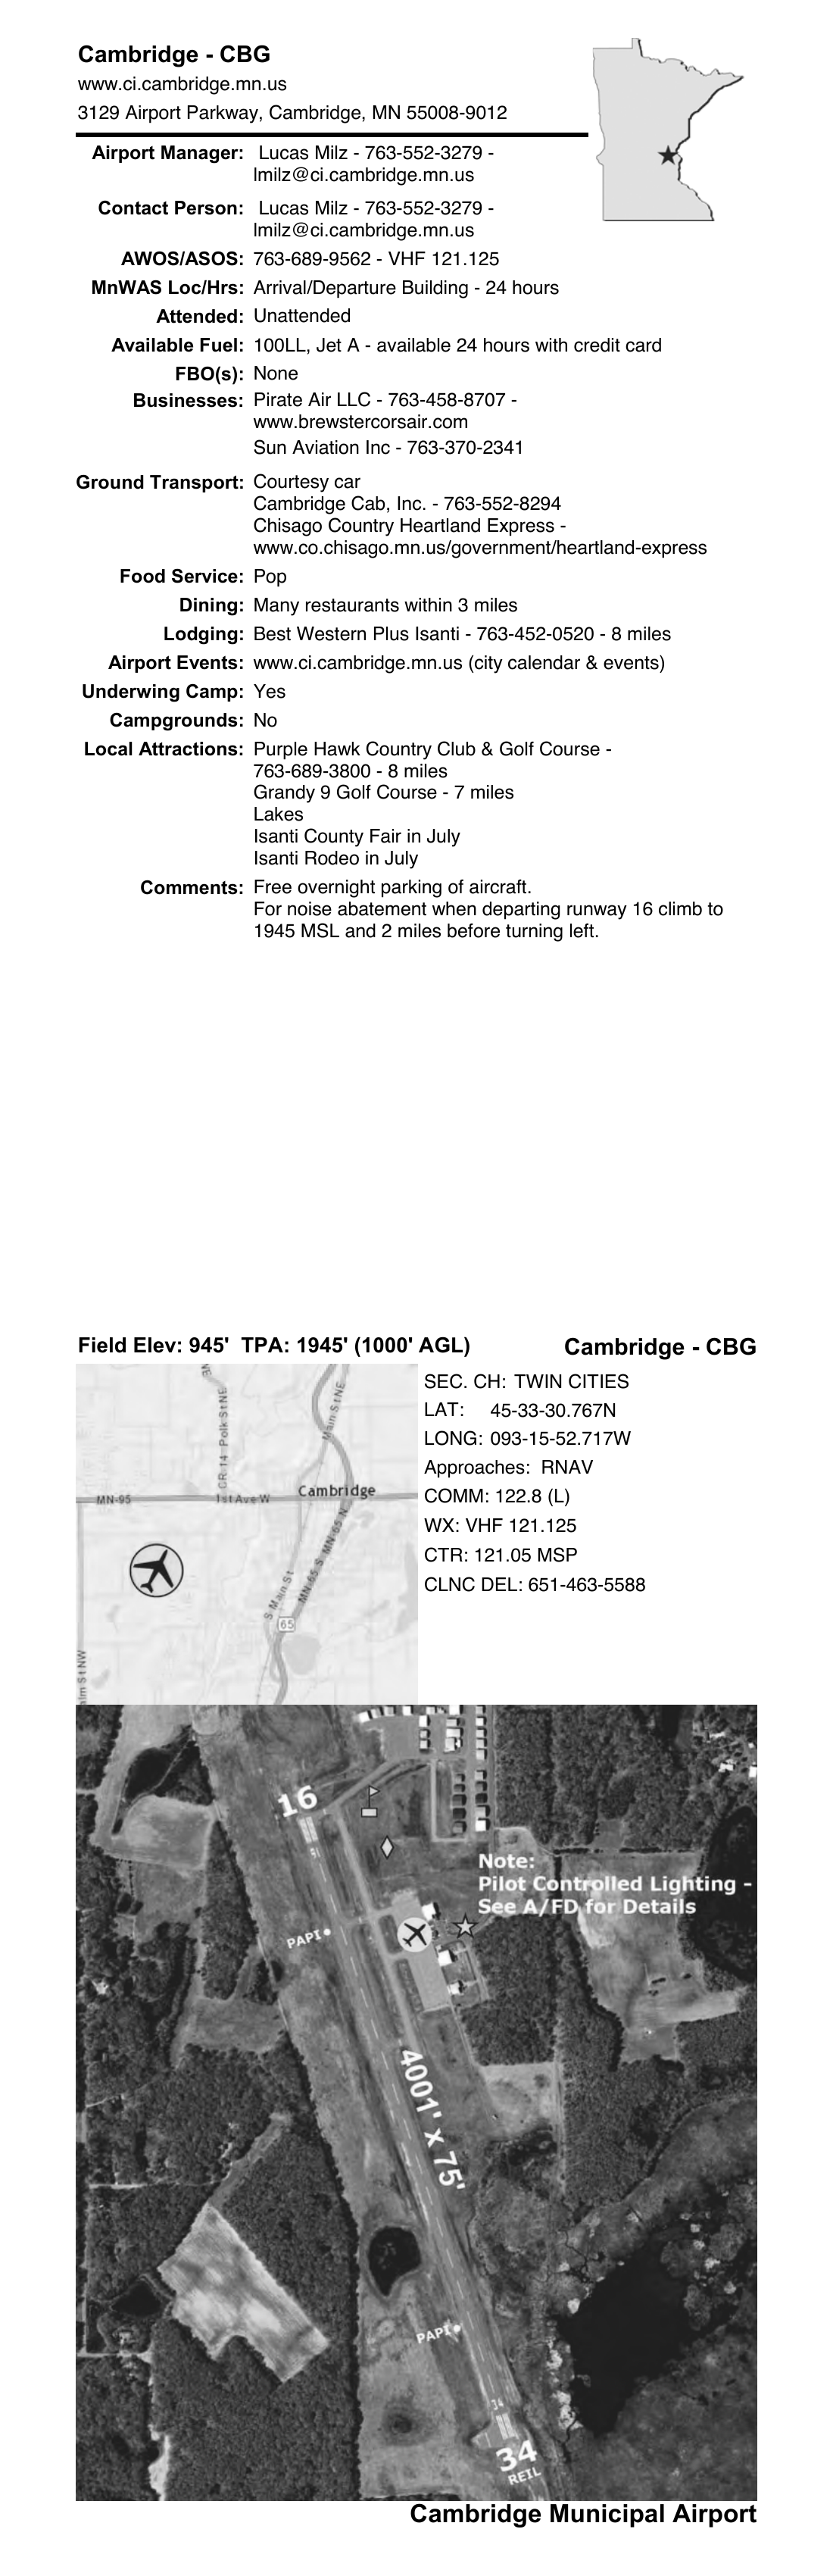 Cambridge - CBG
www.ci.cambridge.mn.us
3129 Airport Parkway, Cambridge, MN 55008-9012
Airport Manager: Lucas Milz - 763-552-3279 -
lmilz@ci.cambridge.mn.us
Contact Person: Lucas Milz - 763-552-3279 -
lmilz@ci.cambridge.mn.us
AWOS/ASOS: 763-689-9562 - VHF 121.125
MnWAS Loc/Hrs: Arrival/Departure Building - 24 hours
Attended: Unattended
Available Fuel: 100LL, Jet A - available 24 hours with credit card
FBO(s): None
Businesses: Pirate Air LLC - 763-458-8707 -
www.brewstercorsair.com
Sun Aviation Inc - 763-370-2341
Ground Transport: Courtesy car
Cambridge Cab, Inc. - 763-552-8294
Chisago Country Heartland Express -
www.co.chisago.mn.us/government/heartland-express
Food Service: Pop
Dining: Many restaurants within 3 miles
Lodging: Best Western Plus Isanti - 763-452-0520 - 8 miles
Airport Events: www.ci.cambridge.mn.us (city calendar & events)
Underwing Camp: Yes
Campgrounds: No
Local Attractions: Purple Hawk Country Club & Golf Course -
763-689-3800 - 8 miles
Grandy 9 Golf Course - 7 miles
Lakes
Isanti County Fair in July
Isanti Rodeo in July
Comments: Free overnight parking of aircraft.
For noise abatement when departing runway 16 climb to
1945 MSL and 2 miles before turning left.
Field Elev: 945' TPA: 1945' (1000' AGL)
Cambridge - CBG
NE
CR 14 Polk St NE
Main St NE
Cambridge
MN-95
1st Ave W
MN-65 S MN-65 N
S Main St
65
alm St NW
SEC. CH: TWIN CITIES
LAT: 45-33-30.767N
LONG: 093-15-52.717W
Approaches: RNAV
COMM: 122.8 (L)
WX: VHF 121.125
CTR: 121.05 MSP
CLNC DEL: 651-463-5588
16
Note:
Pilot Controlled Lighting -
See A/FD for Details
PAPI
4001' x 75'
PAPI
34
34
REIL
Cambridge Municipal Airport